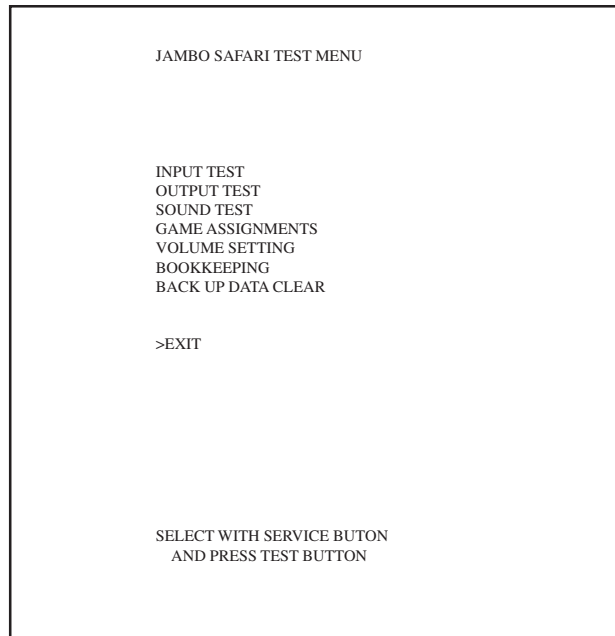 JAMBO SAFARI TEST MENU
INPUT TEST
OUTPUT TEST
SOUND TEST
GAME ASSIGNMENTS
VOLUME SETTING
BOOKKEEPING
BACK UP DATA CLEAR
>EXIT
SELECT WITH SERVICE BUTON
AND PRESS TEST BUTTON